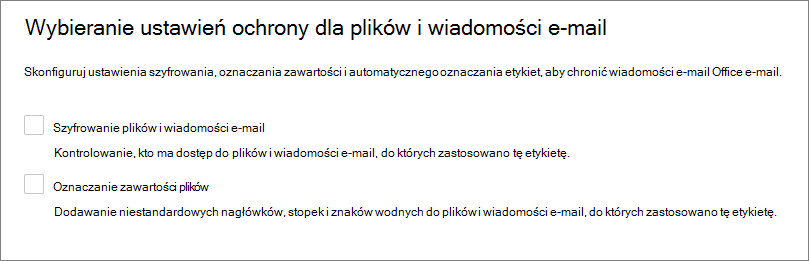 Wybieranie ustawień ochrony dla plików i wiadomości e-mail
Skonfiguruj ustawienia szyfrowania, oznaczania zawartości i automatycznego oznaczania etykiet, aby chronić wiadomości e-mail Office e-mail.
Szyfrowanie plików i wiadomości e-mail
Kontrolowanie, kto ma dostęp do plików i wiadomości e-mail, do których zastosowano tę etykietę.
Oznaczanie zawartości plików
Dodawanie niestandardowych nagłówków, stopek i znaków wodnych do plików i wiadomości e-mail, do których zastosowano tę etykietę.